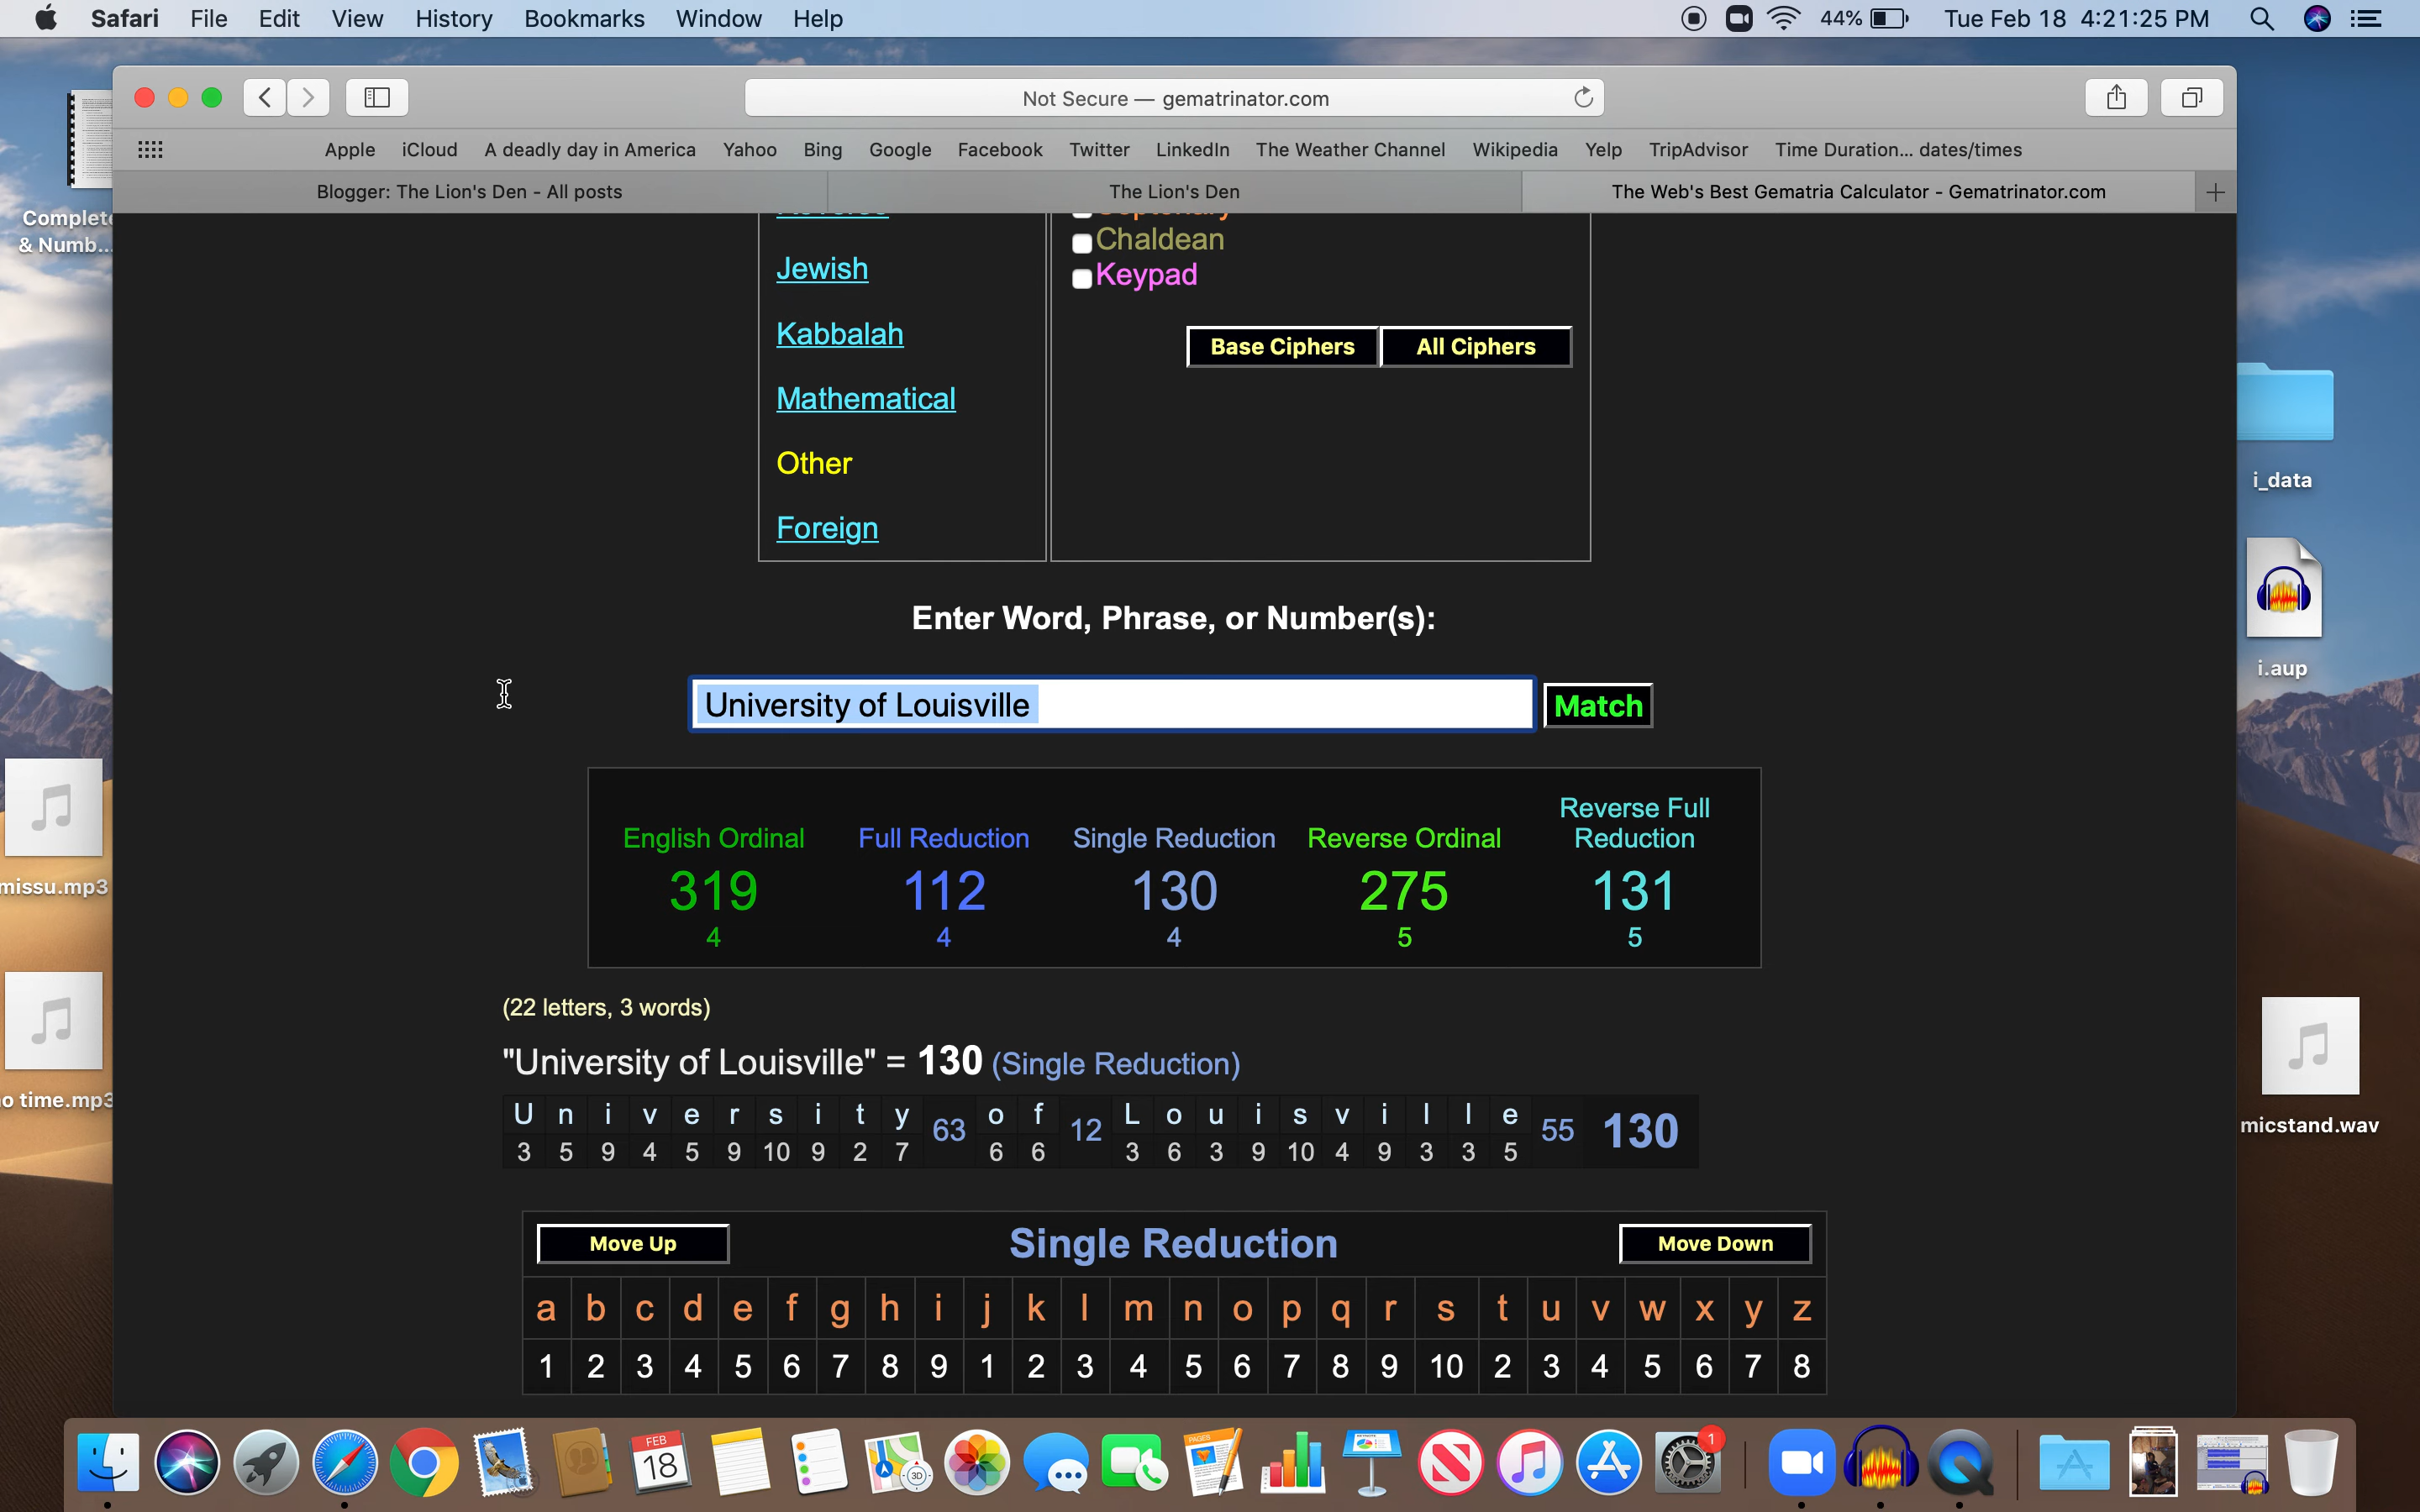 Safari File Edit View History Bookmarks Window Help 44% Tue Feb 18 4:21:25 PM
Not Secure — gematrinator.com
Apple iCloud A deadly day in America Yahoo Bing Google Facebook Twitter LinkedIn The Weather Channel Wikipedia Yelp TripAdvisor Time Duration... dates/times
Blogger: The Lion's Den - All posts The Lion's Den The Web's Best Gematria Calculator - Gematrinator.com
Complete
& Numb...
Chaldean
Jewish
Keypad
Kabbalah
Base Ciphers All Ciphers
Mathematical
Other
i_data
Foreign
Enter Word, Phrase, or Number(s):
i.aup
University of Louisville Match
English Ordinal Full Reduction Single Reduction Reverse Ordinal Reverse Full Reduction
319 112 130 275 131
4 4 4 5 5
missu.mp3
(22 letters, 3 words)
"University of Louisville" = 130 (Single Reduction)
U n i v e r s i t y 63 o f 12 L o u i s v i l l e 55 130
3 5 9 4 5 9 10 9 2 7 6 6 3 6 3 9 10 4 9 3 3 5
o time.mp3
micstand.wav
Move Up Single Reduction Move Down
a b c d e f g h i j k l m n o p q r s t u v w x y z
1 2 3 4 5 6 7 8 9 1 2 3 4 5 6 7 8 9 10 2 3 4 5 6 7 8
FEB
18
3D
PAGES
1